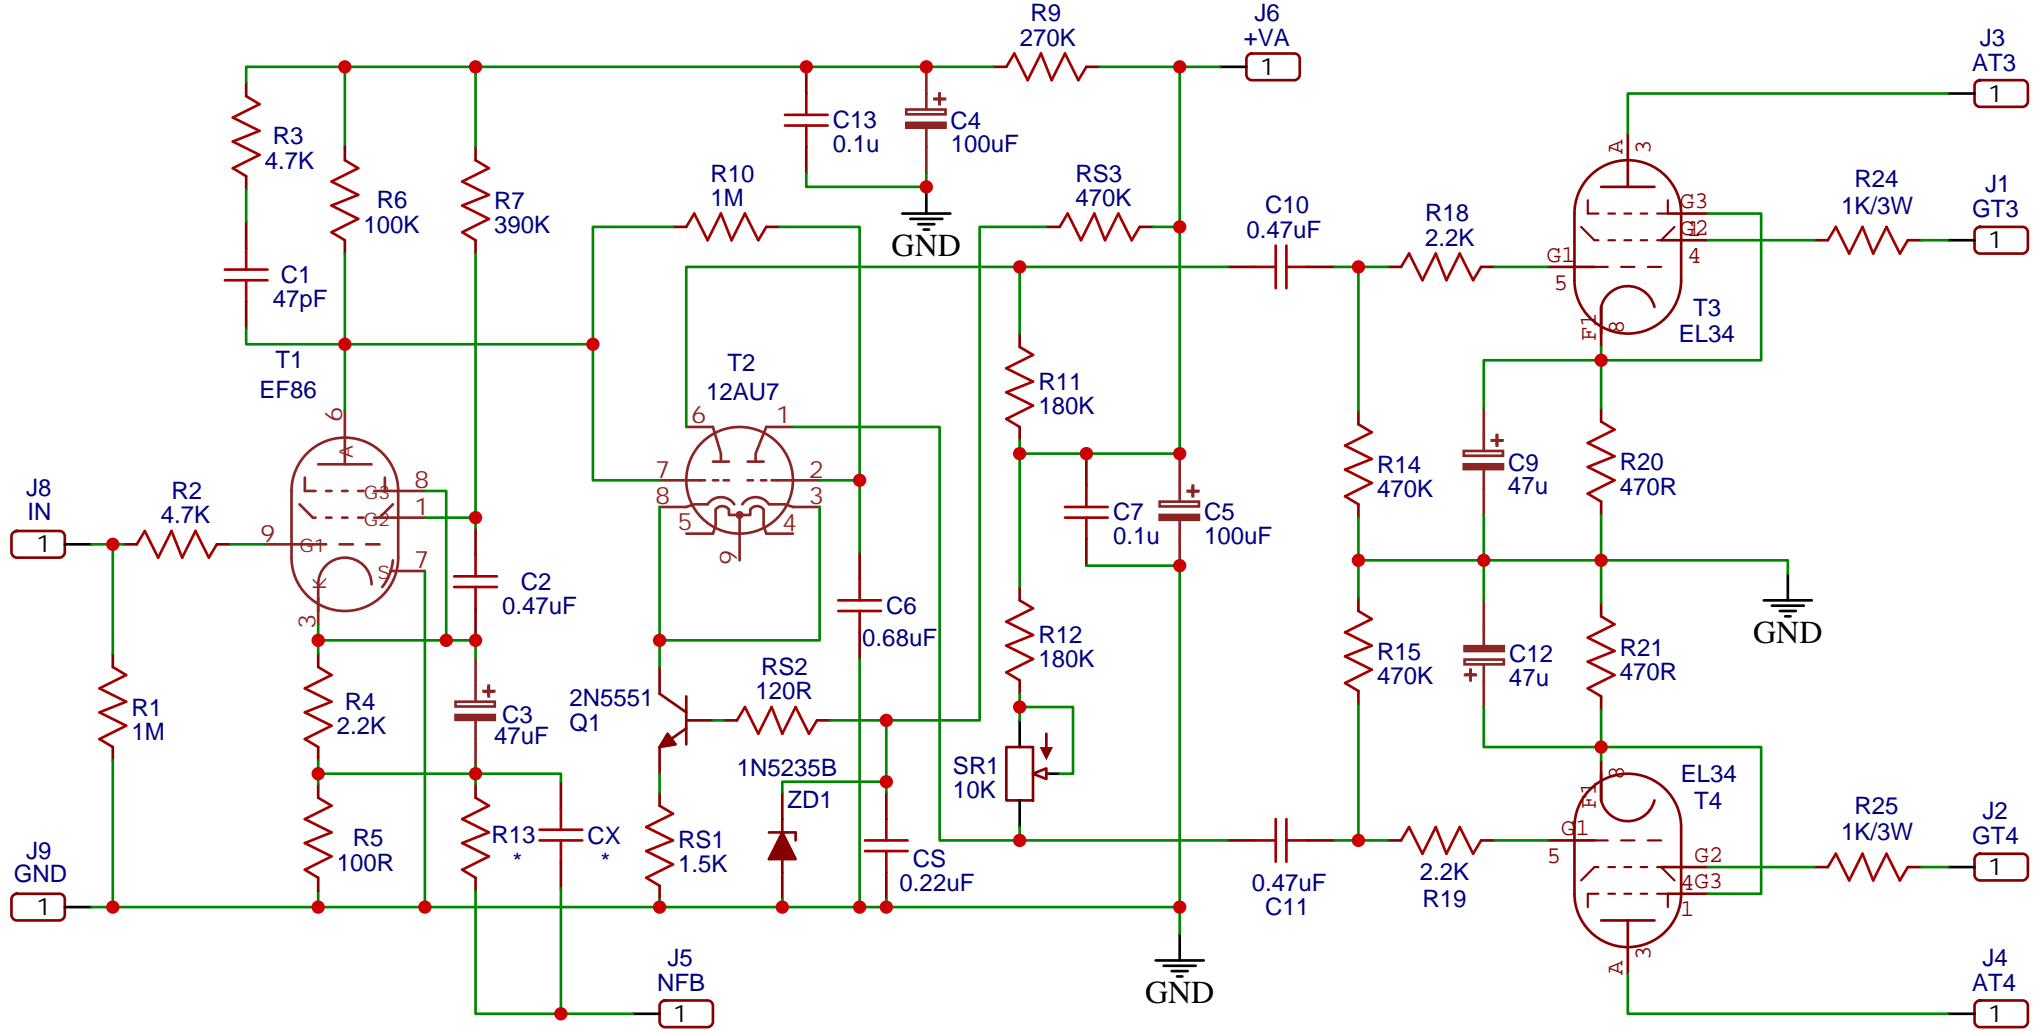 R9
270K
J6
+VA
1
J3
AT3
1
R3
4.7K
C13
0.1u
C4
100uF
GND
R6
100K
R7
390K
R10
1M
RS3
470K
C10
0.47uF
R18
2.2K
A
3
G3
G2
1
4
G1
5
F1
8
T3
EL34
R24
1K/3W
J1
GT3
1
C1
47pF
T1
EF86
T2
12AU7
R11
180K
6
1
7
2
8
3
5
4
9
6
A
8
G3
1
G2
9
G1
7
S
K
3
J8
IN
1
R2
4.7K
C2
0.47uF
C7
0.1u
C5
100uF
R14
470K
C9
47u
R20
470R
GND
C6
0.68uF
R12
180K
R15
470K
C12
47u
R21
470R
R1
1M
R4
2.2K
C3
47uF
2N5551
Q1
RS2
120R
1N5235B
ZD1
SR1
10K
R5
100R
R13
*
CX
*
RS1
1.5K
CS
0.22uF
0.47uF
C11
2.2K
R19
8
F1
G1
5
G2
4
G3
1
3
A
EL34
T4
R25
1K/3W
J2
GT4
1
J9
GND
1
J5
NFB
1
GND
J4
AT4
1